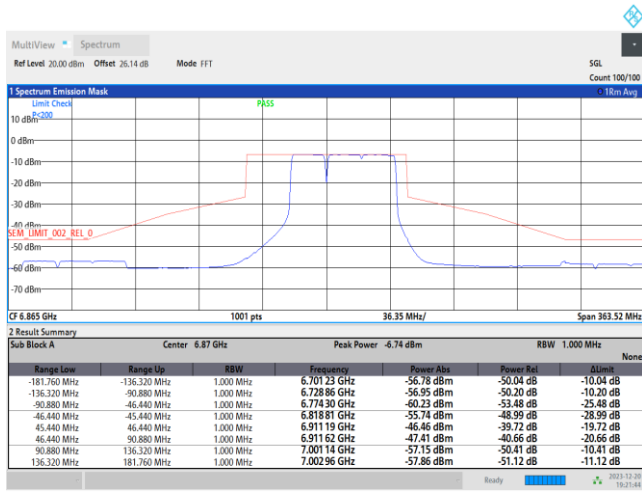 MultiView Spectrum
Ref Level 20.00 dBm Offset 26.14 dB Mode FFT SGL
Count 100/100
1 Spectrum Emission Mask 1Rm Avg
Limit Check PASS
P<200
10 dBm
0 dBm
-10 dBm
-20 dBm
-30 dBm
-40 dBm
SEM_LIMIT_002_REL_0
-50 dBm
-60 dBm
-70 dBm
CF 6.865 GHz 1001 pts 36.35 MHz/ Span 363.52 MHz
2 Result Summary
Sub Block A Center 6.87 GHz Peak Power -6.74 dBm RBW 1.000 MHz
None
Range Low Range Up RBW Frequency Power Abs Power Rel ΔLimit
-181.760 MHz -136.320 MHz 1.000 MHz 6.701 23 GHz -56.78 dBm -50.04 dB -10.04 dB
-136.320 MHz -90.880 MHz 1.000 MHz 6.728 86 GHz -56.95 dBm -50.20 dB -10.20 dB
-90.880 MHz -46.440 MHz 1.000 MHz 6.774 30 GHz -60.23 dBm -53.48 dB -25.48 dB
-46.440 MHz -45.440 MHz 1.000 MHz 6.818 81 GHz -55.74 dBm -48.99 dB -28.99 dB
45.440 MHz 46.440 MHz 1.000 MHz 6.911 19 GHz -46.46 dBm -39.72 dB -19.72 dB
46.440 MHz 90.880 MHz 1.000 MHz 6.911 62 GHz -47.41 dBm -40.66 dB -20.66 dB
90.880 MHz 136.320 MHz 1.000 MHz 7.001 14 GHz -57.15 dBm -50.41 dB -10.41 dB
136.320 MHz 181.760 MHz 1.000 MHz 7.002 96 GHz -57.86 dBm -51.12 dB -11.12 dB
Ready 2023-12-20
19:21:44